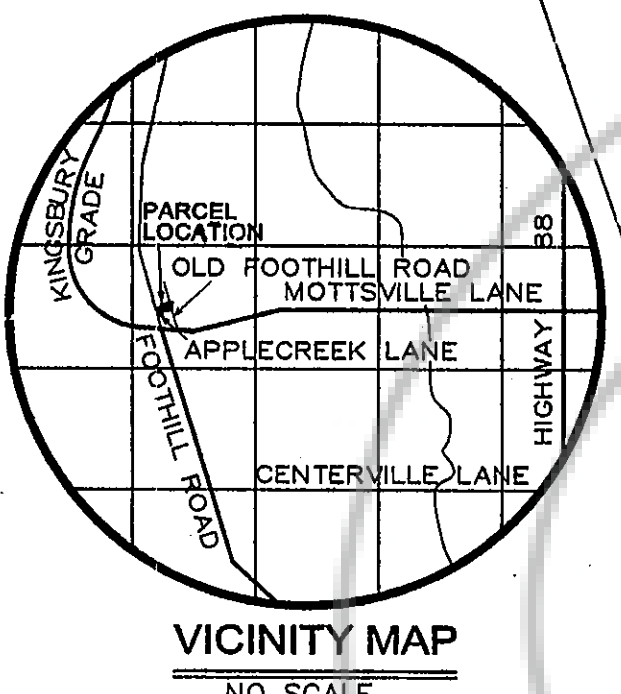 KINGSBURY
GRADE
PARCEL
LOCATION
OLD FOOTHILL ROAD
MOTTSVILLE LANE
HIGHWAY 88
APPLECREEK LANE
FOOTHILL ROAD
CENTERVILLE LANE
VICINITY MAP
NO SCALE